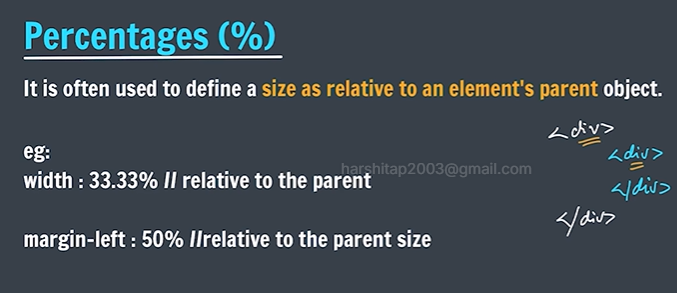 Percentages (%)
It is often used to define a size as relative to an element's parent object.
<div>
eg:
<div>
harshitap2003@gmail.com
width : 33.33% // relative to the parent
</div>
</div>
margin-left : 50% //relative to the parent size